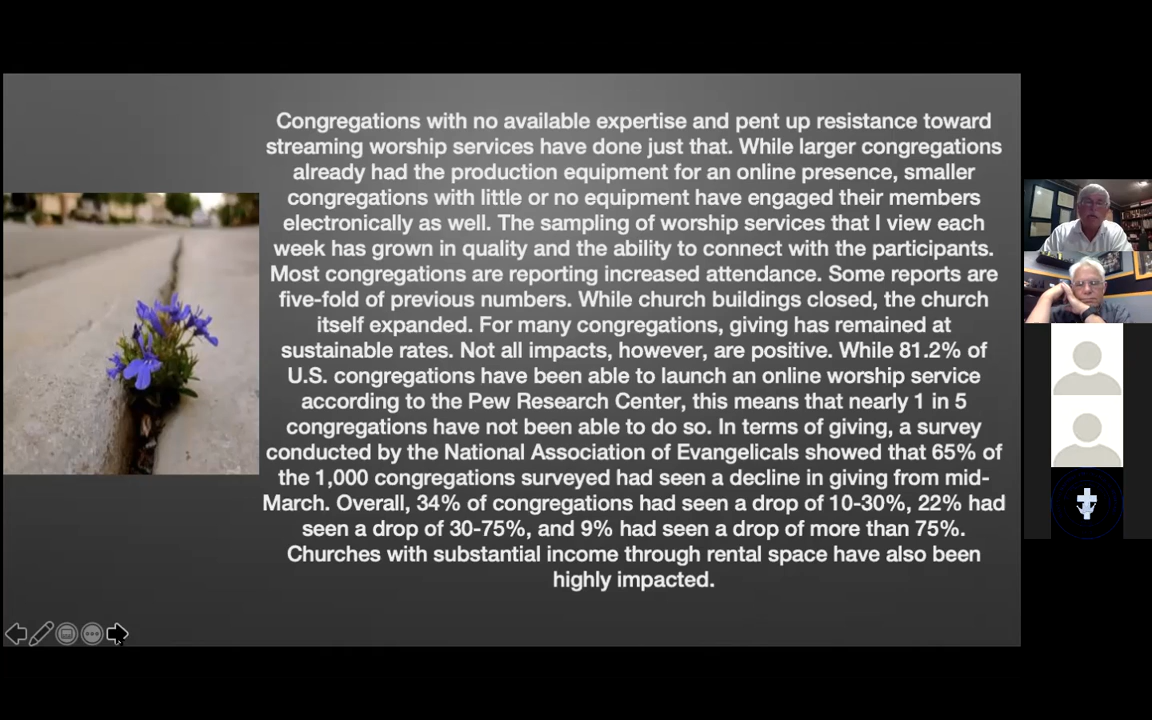 Congregations with no available expertise and pent up resistance toward
streaming worship services have done just that. While larger congregations
already had the production equipment for an online presence, smaller
congregations with little or no equipment have engaged their members
electronically as well. The sampling of worship services that I view each
week has grown in quality and the ability to connect with the participants.
Most congregations are reporting increased attendance. Some reports are
five-fold of previous numbers. While church buildings closed, the church
itself expanded. For many congregations, giving has remained at
sustainable rates. Not all impacts, however, are positive. While 81.2% of
U.S. congregations have been able to launch an online worship service
according to the Pew Research Center, this means that nearly 1 in 5
congregations have not been able to do so. In terms of giving, a survey
conducted by the National Association of Evangelicals showed that 65% of
the 1,000 congregations surveyed had seen a decline in giving from mid-
March. Overall, 34% of congregations had seen a drop of 10-30%, 22% had
seen a drop of 30-75%, and 9% had seen a drop of more than 75%.
Churches with substantial income through rental space have also been
highly impacted.